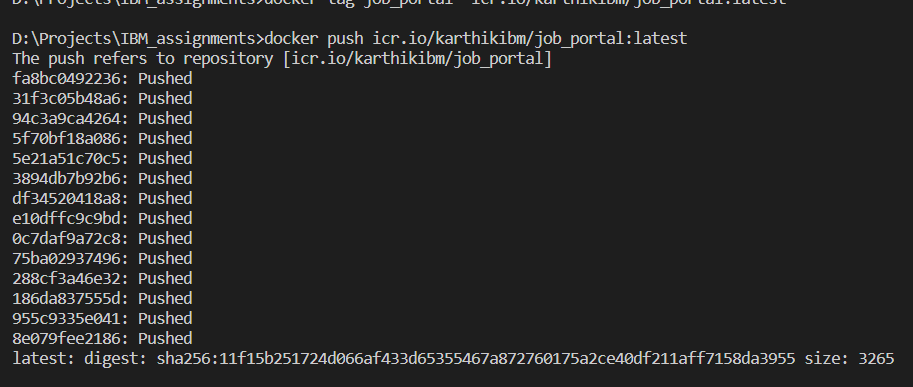 D:\Projects\IBM_assignments>docker tag job_portal icr.io/karthikibm/job_portal:latest
D:\Projects\IBM_assignments>docker push icr.io/karthikibm/job_portal:latest
The push refers to repository [icr.io/karthikibm/job_portal]
fa8bc0492236: Pushed
31f3c05b48a6: Pushed
94c3a9ca4264: Pushed
5f70bf18a086: Pushed
5e21a51c70c5: Pushed
3894db7b92b6: Pushed
df34520418a8: Pushed
e10dffc9c9bd: Pushed
0c7daf9a72c8: Pushed
75ba02937496: Pushed
288cf3a46e32: Pushed
186da837555d: Pushed
955c9335e041: Pushed
8e079fee2186: Pushed
latest: digest: sha256:11f15b251724d066af433d65355467a872760175a2ce40df211aff7158da3955 size: 3265